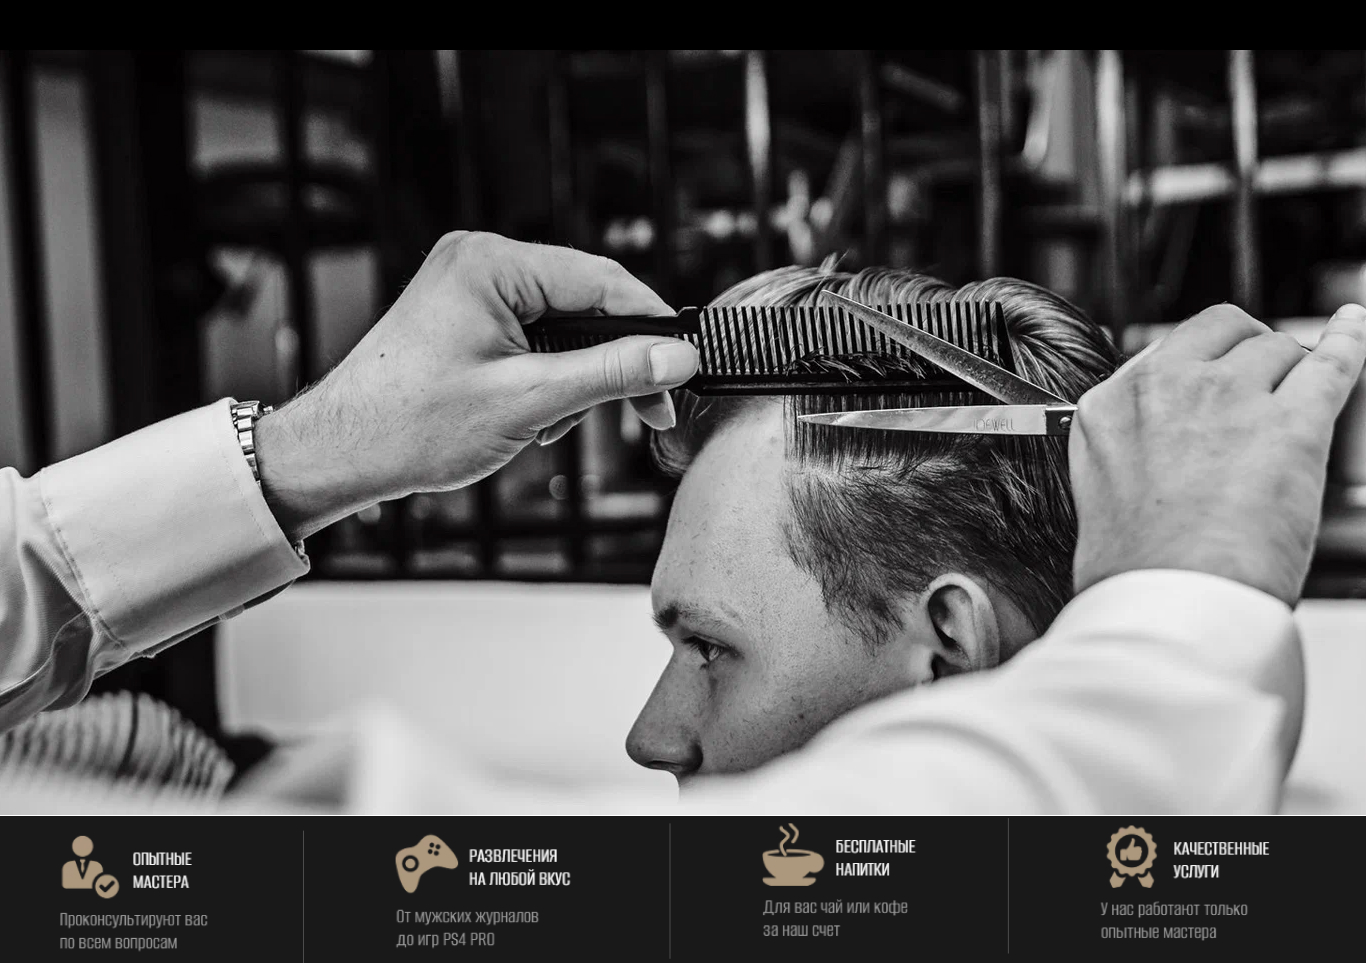 JOEWELL
ОПЫТНЫЕ
МАСТЕРА
Проконсультируют вас
по всем вопросам
РАЗВЛЕЧЕНИЯ
НА ЛЮБОЙ ВКУС
От мужских журналов
до игр PS4 PRO
БЕСПЛАТНЫЕ
НАПИТКИ
Для вас чай или кофе
за наш счет
КАЧЕСТВЕННЫЕ
УСЛУГИ
У нас работают только
опытные мастера